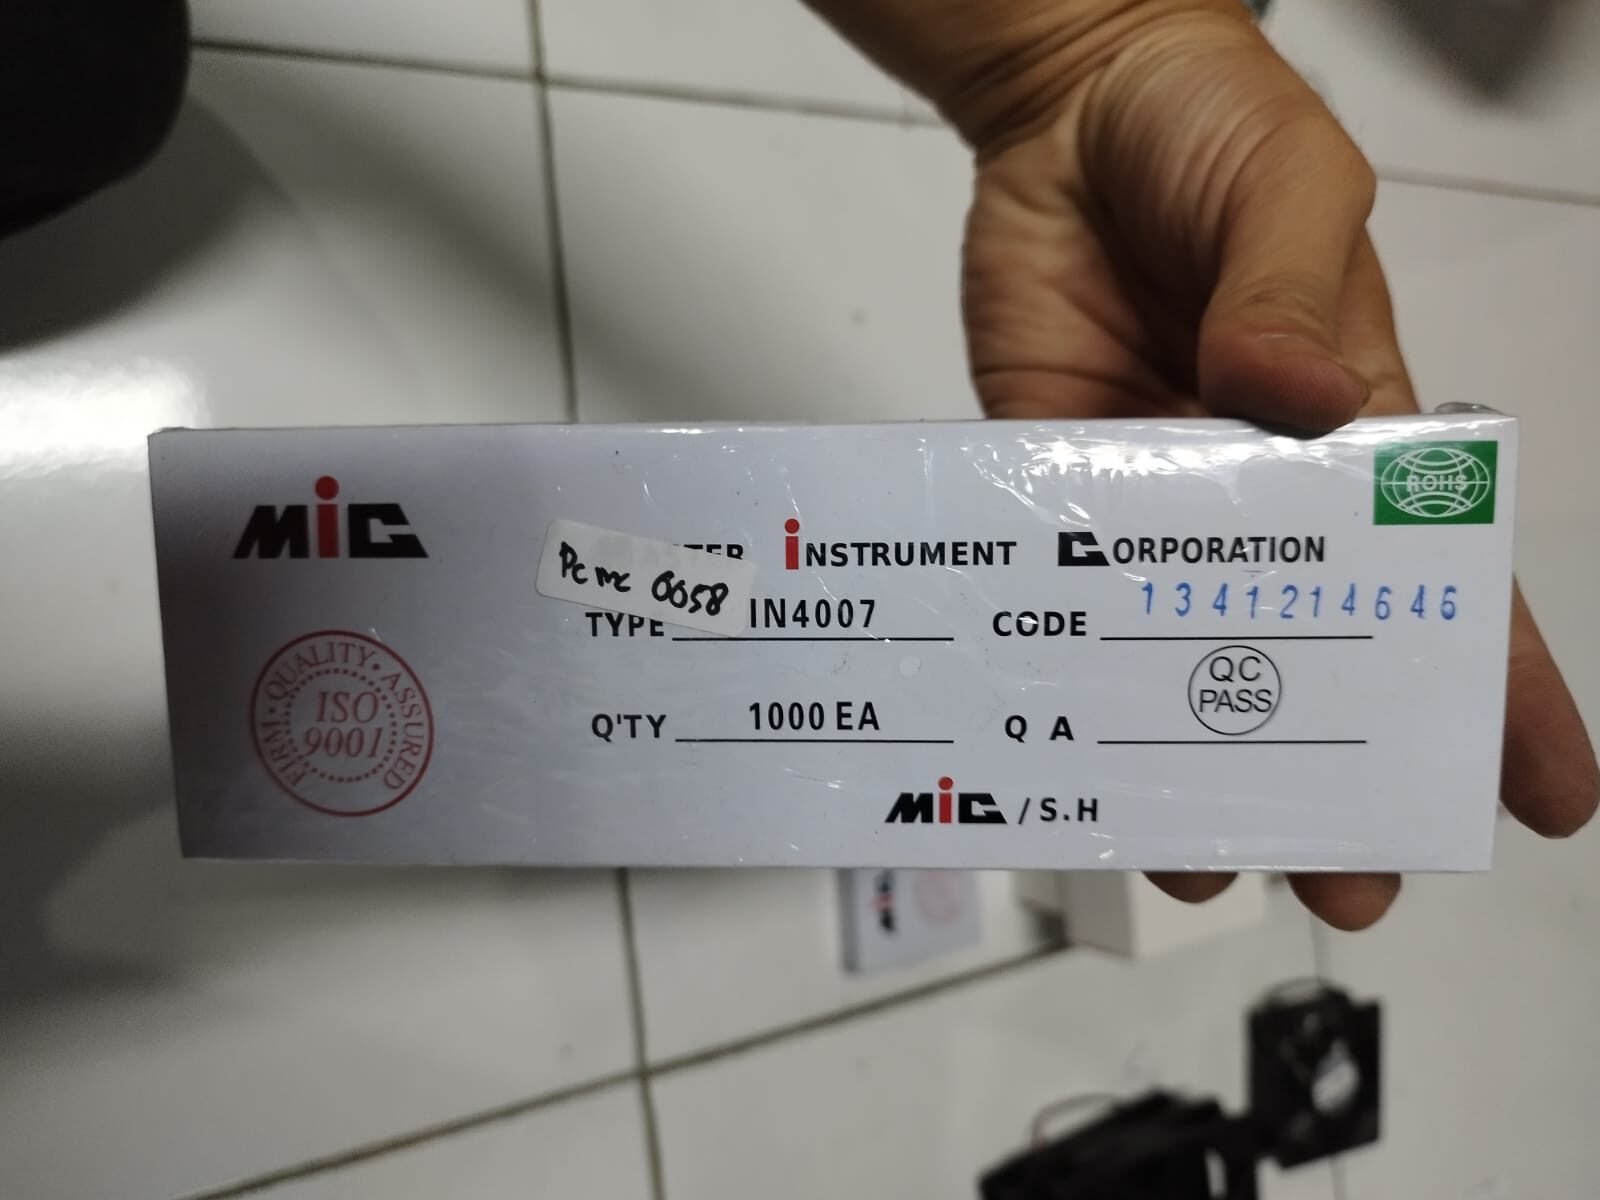 MiC
INSTRUMENT CORPORATION
ROHS
Pcmc 0058
TYPE IN4007
CODE 1341214646
Q'TY 1000 EA
Q A QC PASS
FIRM • QUALITY • ASSURED
ISO 9001
MiC / S.H